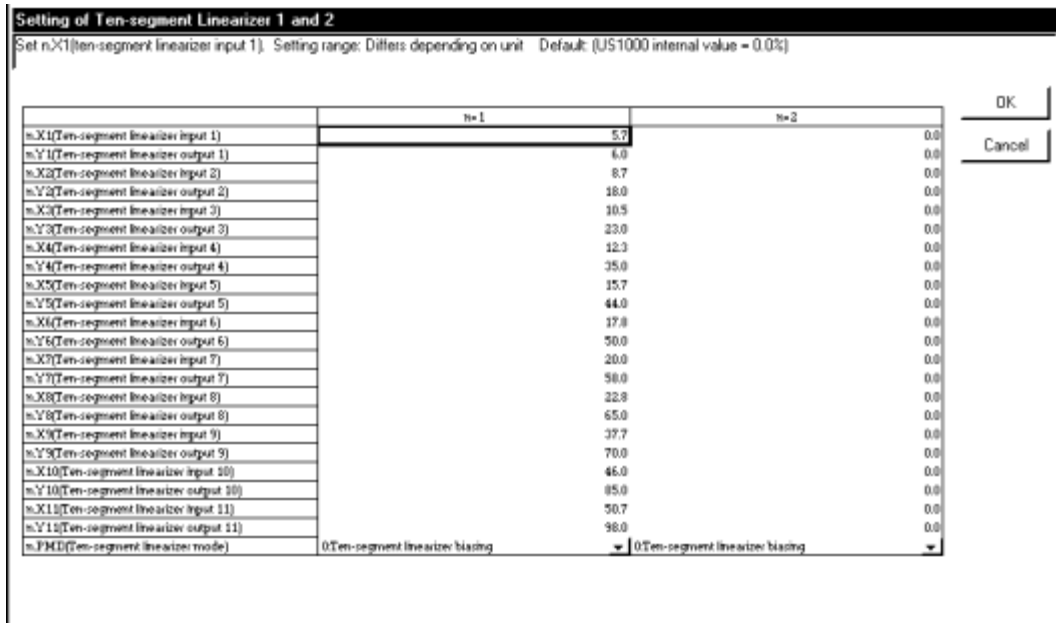 Setting of Ten-segment Linearizer 1 and 2
Set n.X1(ten-segment linearizer input 1). Setting range: Differs depending on unit Default: (US1000 internal value = 0.0%)
OK
Cancel
N=1 N=2
n.X1(Ten-segment linearizer input 1) 5.7 0.0
n.Y1(Ten-segment linearizer output 1) 6.0 0.0
n.X2(Ten-segment linearizer input 2) 8.7 0.0
n.Y2(Ten-segment linearizer output 2) 18.0 0.0
n.X3(Ten-segment linearizer input 3) 10.5 0.0
n.Y3(Ten-segment linearizer output 3) 23.0 0.0
n.X4(Ten-segment linearizer input 4) 12.3 0.0
n.Y4(Ten-segment linearizer output 4) 35.0 0.0
n.X5(Ten-segment linearizer input 5) 15.7 0.0
n.Y5(Ten-segment linearizer output 5) 44.0 0.0
n.X6(Ten-segment linearizer input 6) 17.8 0.0
n.Y6(Ten-segment linearizer output 6) 50.0 0.0
n.X7(Ten-segment linearizer input 7) 20.0 0.0
n.Y7(Ten-segment linearizer output 7) 58.0 0.0
n.X8(Ten-segment linearizer input 8) 22.8 0.0
n.Y8(Ten-segment linearizer output 8) 65.0 0.0
n.X9(Ten-segment linearizer input 9) 37.7 0.0
n.Y9(Ten-segment linearizer output 9) 70.0 0.0
n.X10(Ten-segment linearizer input 10) 46.0 0.0
n.Y10(Ten-segment linearizer output 10) 85.0 0.0
n.X11(Ten-segment linearizer input 11) 50.7 0.0
n.Y11(Ten-segment linearizer output 11) 98.0 0.0
n.PMD(Ten-segment linearizer mode) 0:Ten-segment linearizer biasing 0:Ten-segment linearizer biasing